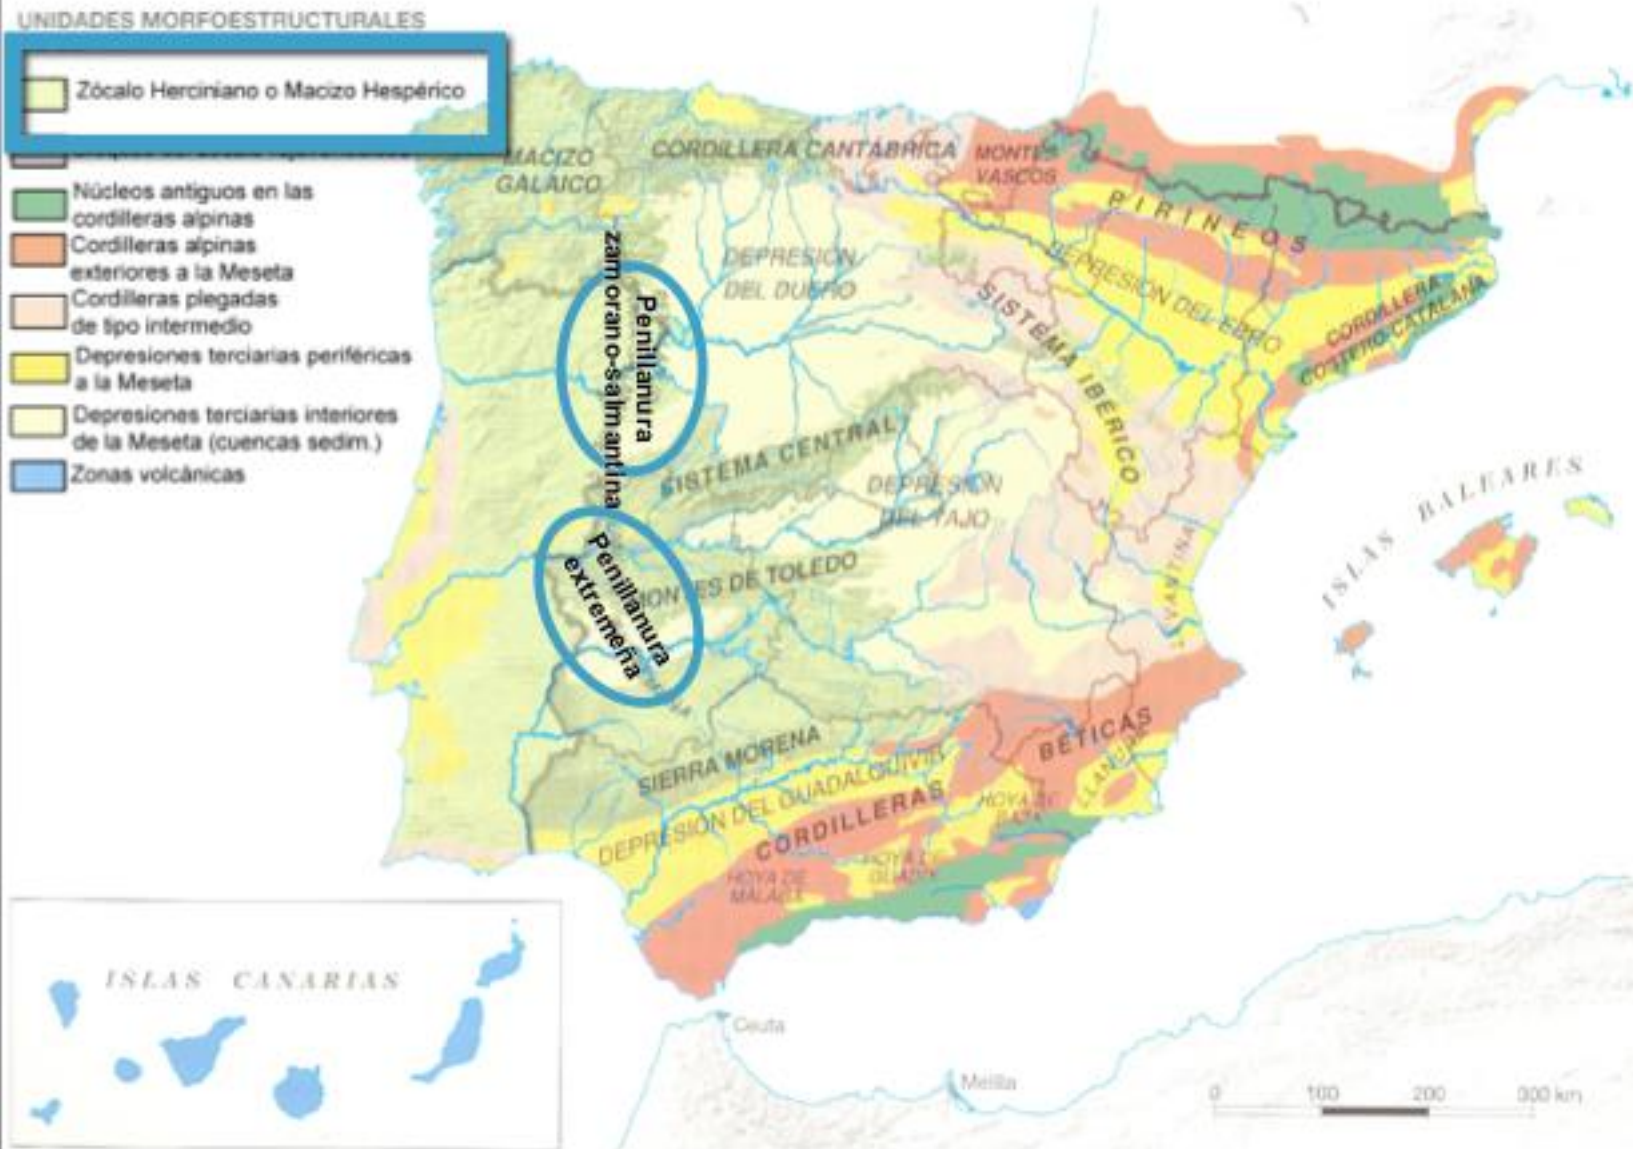 UNIDADES MORFOESTRUCTURALES
Zócalo Herciniano o Macizo Hespérico
Núcleos antiguos en las
cordilleras alpinas
Cordilleras alpinas
exteriores a la Meseta
Cordilleras plegadas
de tipo intermedio
Depresiones terciarias periféricas
a la Meseta
Depresiones terciarias interiores
de la Meseta (cuencas sedim.)
Zonas volcánicas
MACIZO
GALAICO
CORDILLERA CANTÁBRICA
MONTES
VASCOS
PIRINEOS
DEPRESIÓN
DEL DUERO
DEPRESIÓN DEL EBRO
CORDILLERA
COSTERO-CATALANA
SISTEMA IBÉRICO
Penillanura
zamorano-salmantina
SISTEMA CENTRAL
DEPRESIÓN
DEL TAJO
Penillanura
extremeña
MONTES DE TOLEDO
ISLAS BALEARES
SIERRA MORENA
DEPRESIÓN DEL GUADALQUIVIR
CORDILLERAS
BÉTICAS
HOYA DE
HOYA DE
MÁLAGA
ISLAS CANARIAS
Ceuta
Melilla
0 100 200 300 km